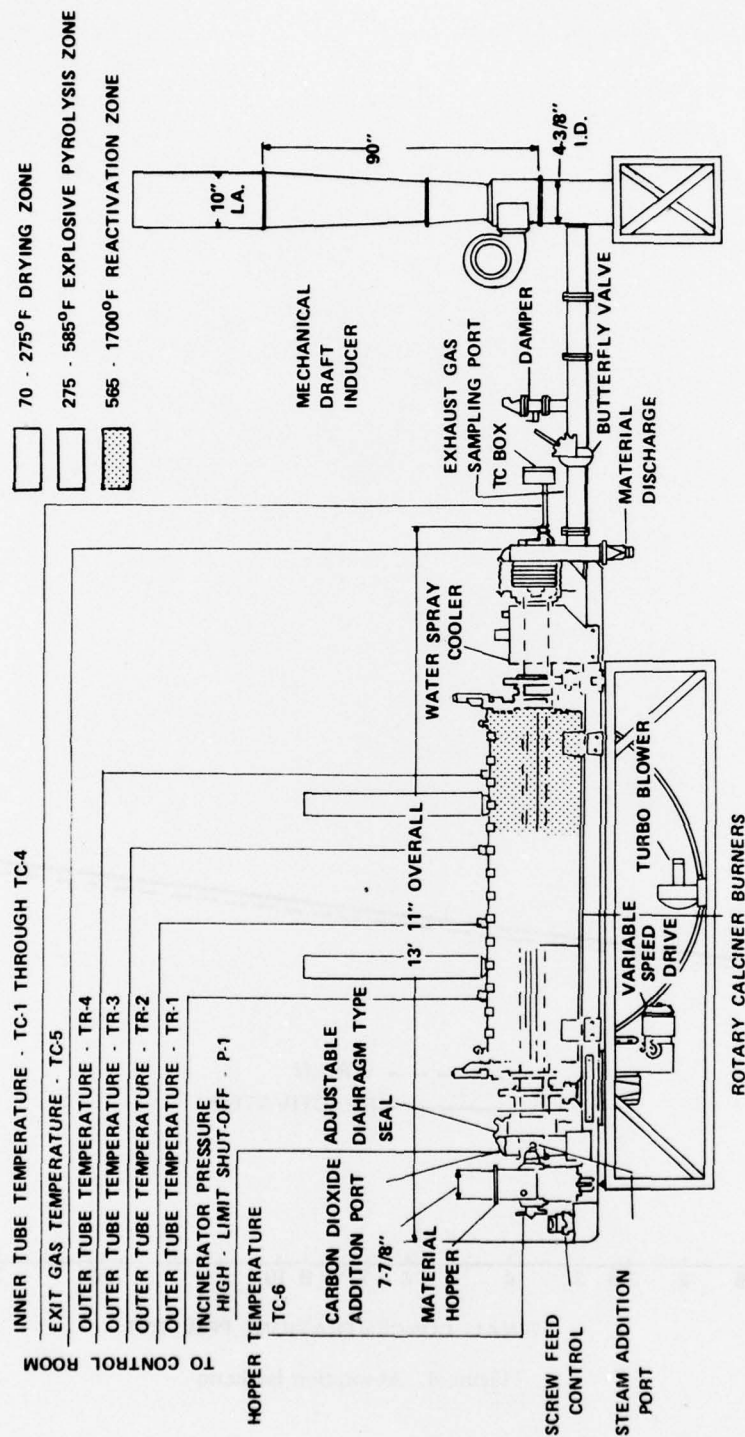 INNER TUBE TEMPERATURE - TC-1 THROUGH TC-4
EXIT GAS TEMPERATURE - TC-5
OUTER TUBE TEMPERATURE - TR-4
OUTER TUBE TEMPERATURE - TR-3
OUTER TUBE TEMPERATURE - TR-2
OUTER TUBE TEMPERATURE - TR-1
INCINERATOR PRESSURE
HIGH - LIMIT SHUT-OFF - P-1
TO CONTROL ROOM
HOPPER TEMPERATURE
TC-6
70 - 275°F DRYING ZONE
275 - 585°F EXPLOSIVE PYROLYSIS ZONE
565 - 1700°F REACTIVATION ZONE
CARBON DIOXIDE
ADDITION PORT
ADJUSTABLE
DIAHRAGM TYPE
SEAL
7-7/8"
MATERIAL
HOPPER
SCREW FEED
CONTROL
STEAM ADDITION
PORT
13' 11" OVERALL
WATER SPRAY
COOLER
MECHANICAL
DRAFT
INDUCER
EXHAUST GAS
SAMPLING PORT
TC BOX
DAMPER
BUTTERFLY VALVE
MATERIAL
DISCHARGE
10"
I.A.
90"
4-3/8"
I.D.
VARIABLE
SPEED
DRIVE
TURBO BLOWER
ROTARY CALCINER BURNERS